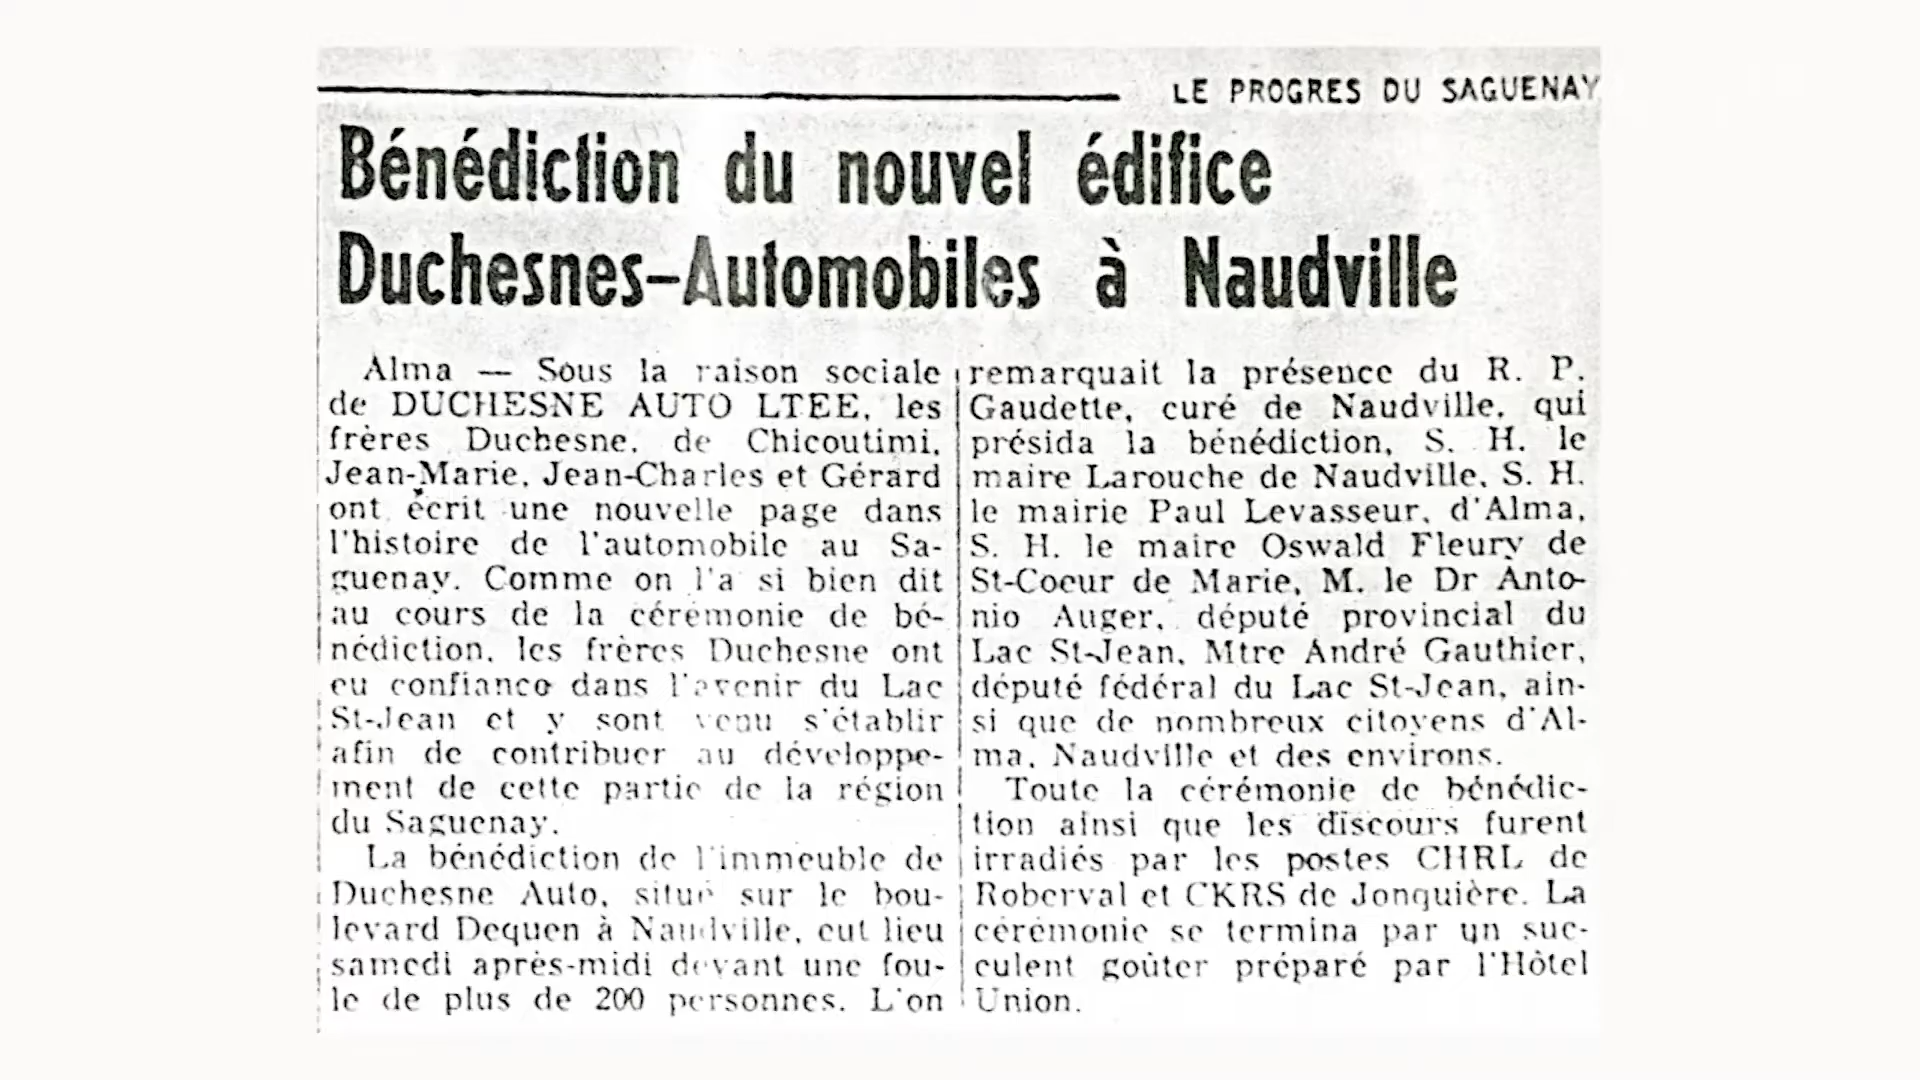 LE PROGRES DU SAGUENAY
Bénédiction du nouvel édifice
Duchesnes-Automobiles à Naudville
Alma — Sous la raison sociale
de DUCHESNE AUTO LTEE, les
frères Duchesne, de Chicoutimi,
Jean-Marie, Jean-Charles et Gérard
ont écrit une nouvelle page dans
l'histoire de l'automobile au Sa-
guenay. Comme on l'a si bien dit
au cours de la cérémonie de bé-
nédiction, les frères Duchesne ont
eu confiance dans l'avenir du Lac
St-Jean et y sont venu s'établir
afin de contribuer au développe-
ment de cette partie de la région
du Saguenay.
La bénédiction de l'immeuble de
Duchesne Auto, situé sur le bou-
levard Dequen à Naudville, eut lieu
samedi après-midi devant une fou-
le de plus de 200 personnes. L'on
remarquait la présence du R. P.
Gaudette, curé de Naudville, qui
présida la bénédiction, S. H. le
maire Larouche de Naudville, S. H.
le mairie Paul Levasseur, d'Alma,
S. H. le maire Oswald Fleury de
St-Coeur de Marie, M. le Dr Anto-
nio Auger, député provincial du
Lac St-Jean, Mtre André Gauthier,
député fédéral du Lac St-Jean, ain-
si que de nombreux citoyens d'Al-
ma, Naudville et des environs.
Toute la cérémonie de bénédic-
tion ainsi que les discours furent
irradiés par les postes CHRL de
Roberval et CKRS de Jonquière. La
cérémonie se termina par un suc-
culent goûter préparé par l'Hôtel
Union.